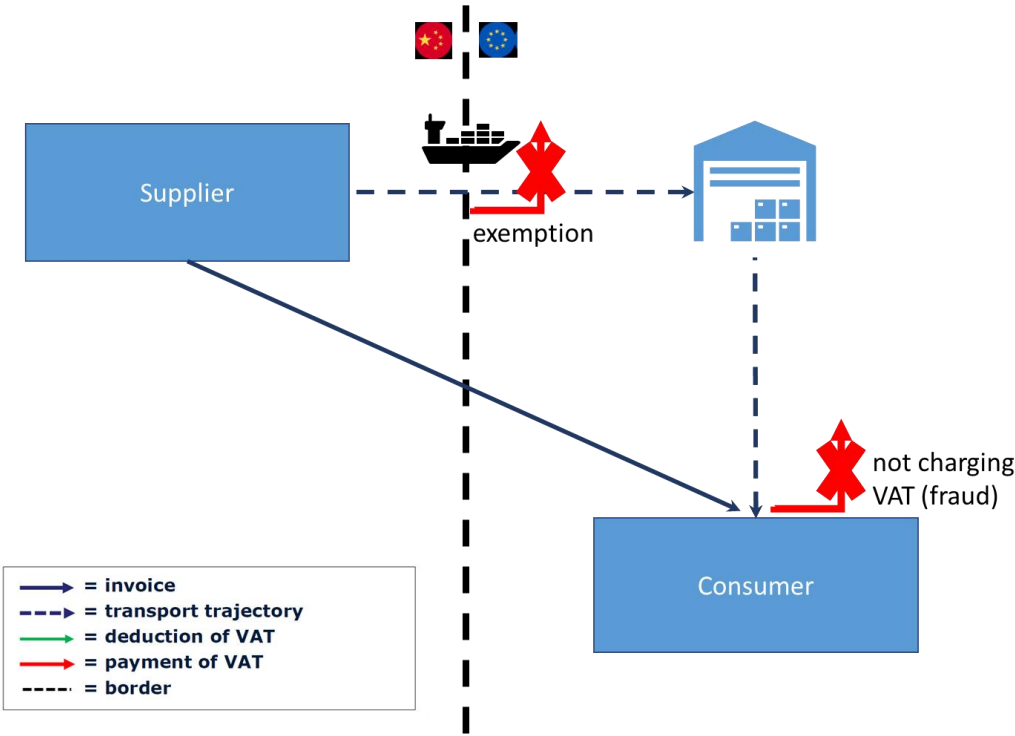 Supplier
exemption
not charging
VAT (fraud)
Consumer
= invoice
= transport trajectory
= deduction of VAT
= payment of VAT
= border